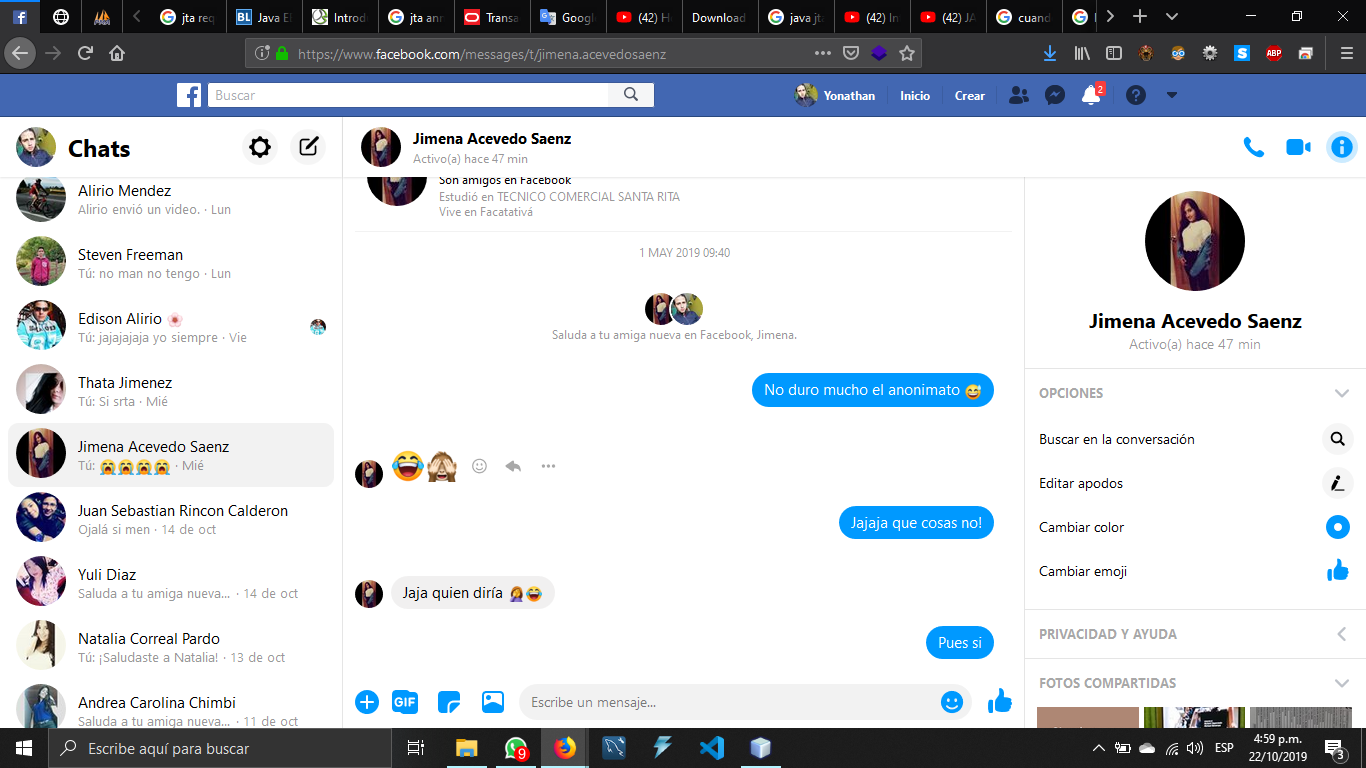 jta req
Java EE
Introdu
jta ann
Transa
Google
(42) H
Download
java jta
(42) In
(42) JA
cuand
https://www.facebook.com/messages/t/jimena.acevedosaenz
ABP
Buscar
Yonathan
Inicio
Crear
2
Chats
Alirio Mendez
Alirio envió un video. · Lun
Steven Freeman
Tú: no man no tengo · Lun
Edison Alirio 🌸
Tú: jajajajaja yo siempre · Vie
Thata Jimenez
Tú: Si srta · Mié
Jimena Acevedo Saenz
Tú: 😭😭😭😭 · Mié
Juan Sebastian Rincon Calderon
Ojalá si men · 14 de oct
Yuli Diaz
Saluda a tu amiga nueva... · 14 de oct
Natalia Correal Pardo
Tú: ¡Saludaste a Natalia! · 13 de oct
Andrea Carolina Chimbi
Saluda a tu amiga nueva... · 11 de oct
Jimena Acevedo Saenz
Activo(a) hace 47 min
Son amigos en Facebook
Estudió en TECNICO COMERCIAL SANTA RITA
Vive en Facatativá
1 MAY 2019 09:40
Saluda a tu amiga nueva en Facebook, Jimena.
No duro mucho el anonimato 😅
😂🙈
Jajaja que cosas no!
Jaja quien diría 🤦‍♀️😂
Pues si
GIF
Escribe un mensaje...
Jimena Acevedo Saenz
Activo(a) hace 47 min
OPCIONES
Buscar en la conversación
Editar apodos
Cambiar color
Cambiar emoji
PRIVACIDAD Y AYUDA
FOTOS COMPARTIDAS
Escribe aquí para buscar
9
ESP
4:59 p.m.
22/10/2019
3